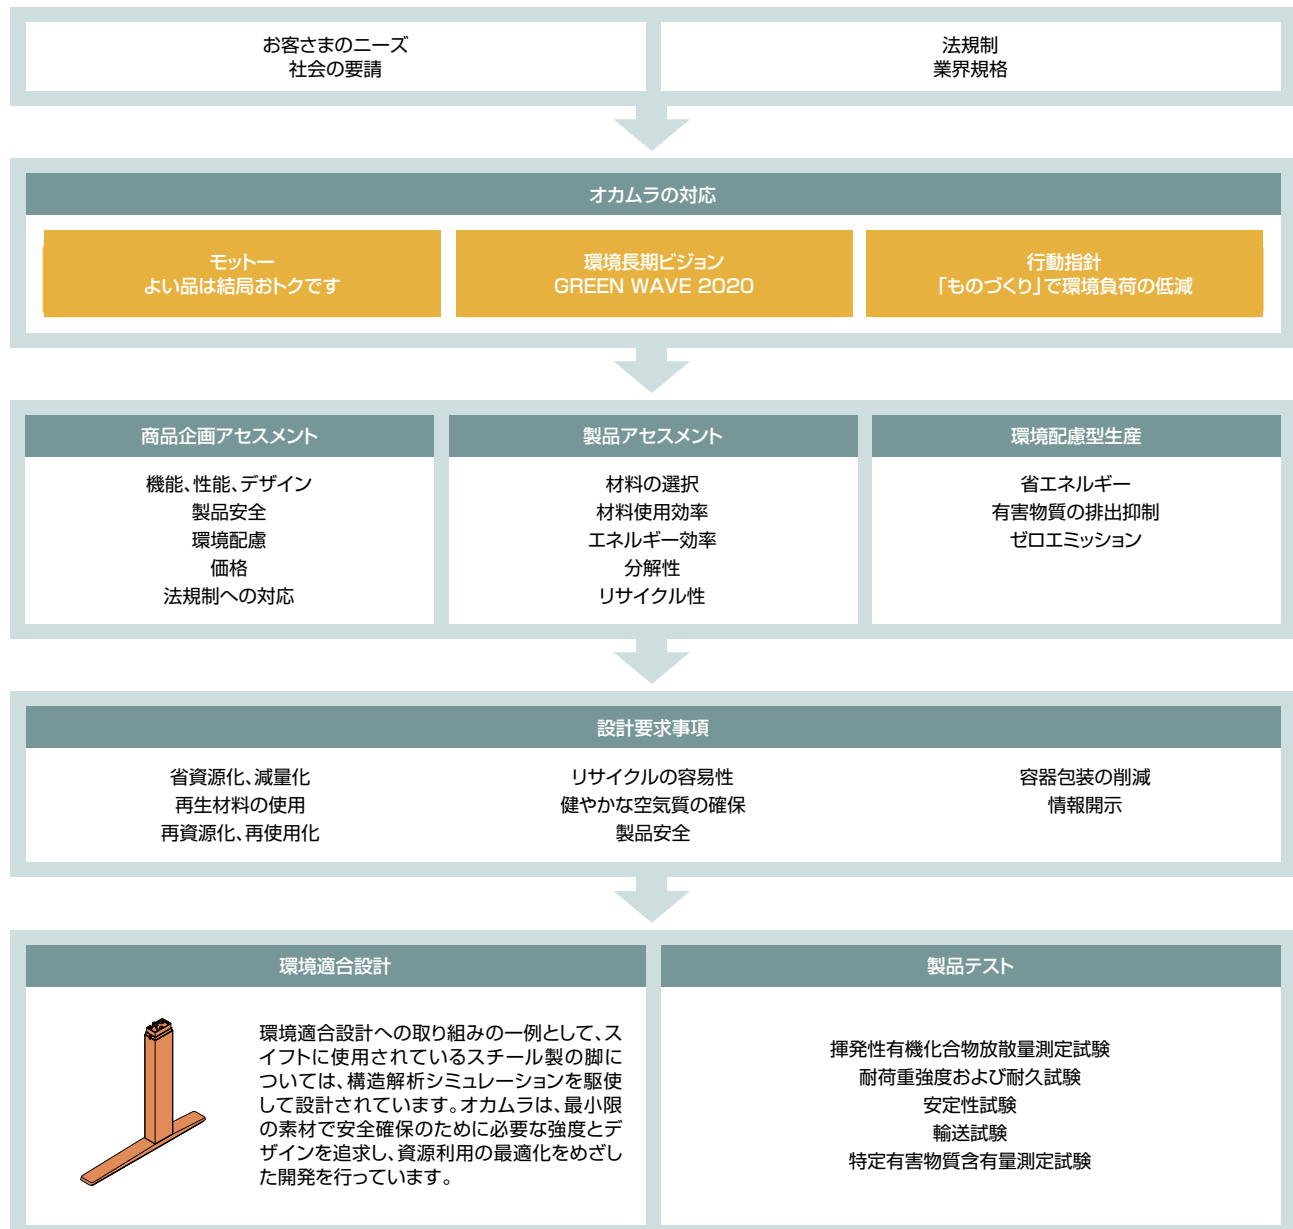 お客さまのニーズ
社会の要請
法規制
業界規格
オカムラの対応
モットー
よい品は結局おトクです
環境長期ビジョン
GREEN WAVE 2020
行動指針
「ものづくり」で環境負荷の低減
商品企画アセスメント
機能、性能、デザイン
製品安全
環境配慮
価格
法規制への対応
製品アセスメント
材料の選択
材料使用効率
エネルギー効率
分解性
リサイクル性
環境配慮型生産
省エネルギー
有害物質の排出抑制
ゼロエミッション
設計要求事項
省資源化、減量化
再生材料の使用
再資源化、再使用化
リサイクルの容易性
健やかな空気質の確保
製品安全
容器包装の削減
情報開示
環境適合設計
環境適合設計への取り組みの一例として、ス
イフトに使用されているスチール製の脚に
ついては、構造解析シミュレーションを駆使
して設計されています。オカムラは、最小限
の素材で安全確保のために必要な強度とデ
ザインを追求し、資源利用の最適化をめざし
た開発を行っています。
製品テスト
揮発性有機化合物放散量測定試験
耐荷重強度および耐久試験
安定性試験
輸送試験
特定有害物質含有量測定試験